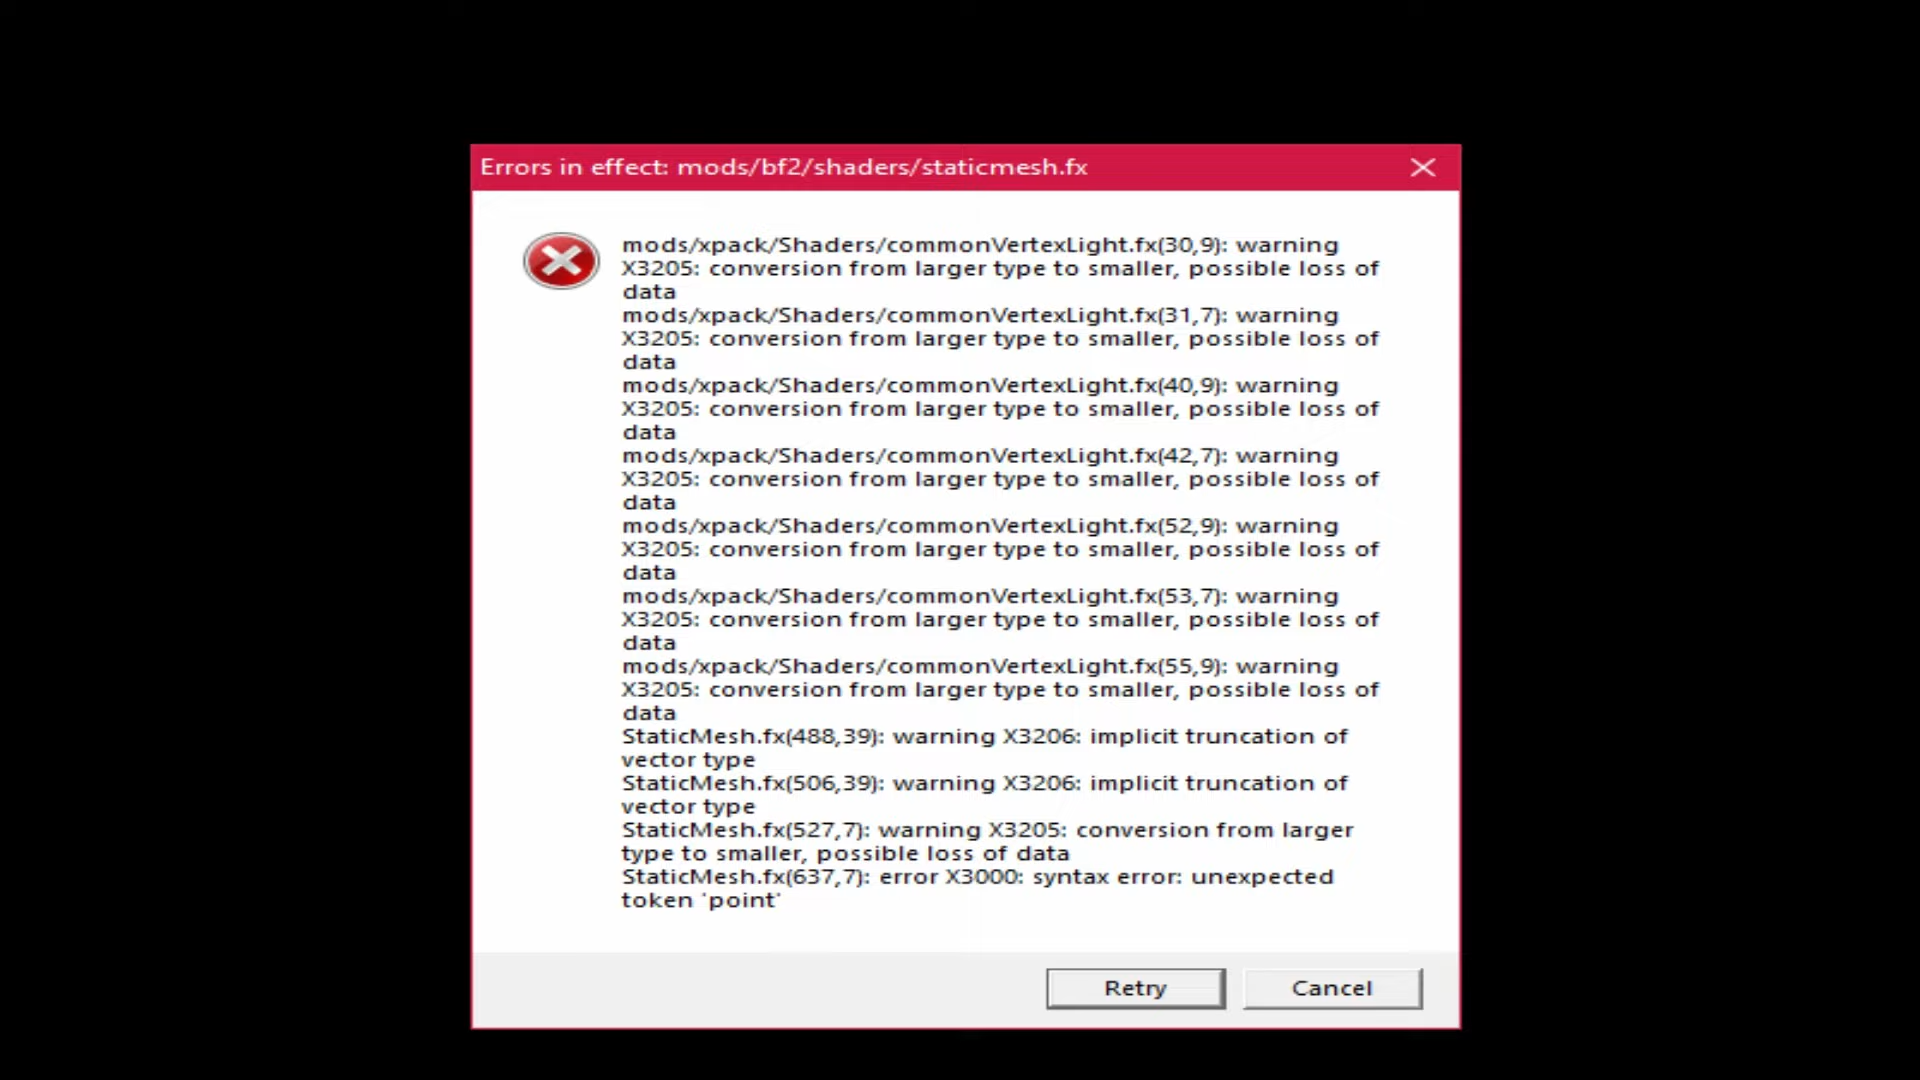 Errors in effect: mods/bf2/shaders/staticmesh.fx
mods/xpack/Shaders/commonVertexLight.fx(30,9): warning
X3205: conversion from larger type to smaller, possible loss of
data
mods/xpack/Shaders/commonVertexLight.fx(31,7): warning
X3205: conversion from larger type to smaller, possible loss of
data
mods/xpack/Shaders/commonVertexLight.fx(40,9): warning
X3205: conversion from larger type to smaller, possible loss of
data
mods/xpack/Shaders/commonVertexLight.fx(42,7): warning
X3205: conversion from larger type to smaller, possible loss of
data
mods/xpack/Shaders/commonVertexLight.fx(52,9): warning
X3205: conversion from larger type to smaller, possible loss of
data
mods/xpack/Shaders/commonVertexLight.fx(53,7): warning
X3205: conversion from larger type to smaller, possible loss of
data
mods/xpack/Shaders/commonVertexLight.fx(55,9): warning
X3205: conversion from larger type to smaller, possible loss of
data
StaticMesh.fx(488,39): warning X3206: implicit truncation of
vector type
StaticMesh.fx(506,39): warning X3206: implicit truncation of
vector type
StaticMesh.fx(527,7): warning X3205: conversion from larger
type to smaller, possible loss of data
StaticMesh.fx(637,7): error X3000: syntax error: unexpected
token 'point'
Retry
Cancel